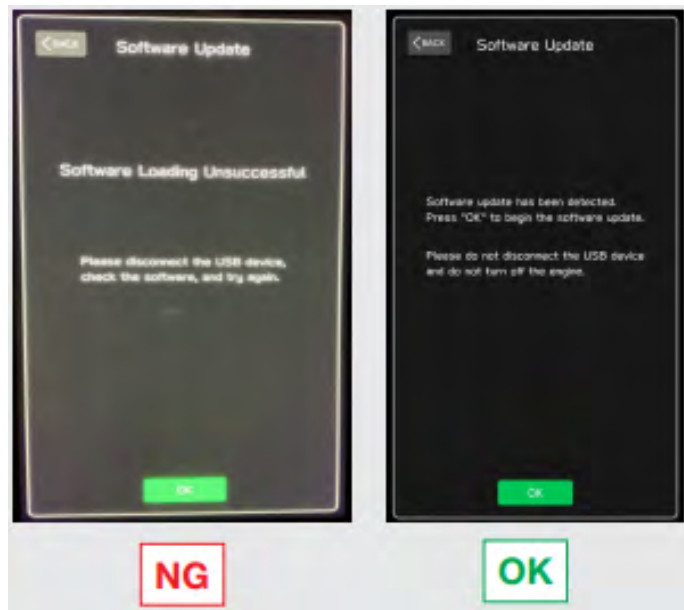 <BACK
Software Update
Software Loading Unsuccessful
Please disconnect the USB device,
check the software, and try again.
OK
NG
<BACK
Software Update
Software update has been detected.
Press "OK" to begin the software update.
Please do not disconnect the USB device
and do not turn off the engine.
OK
OK